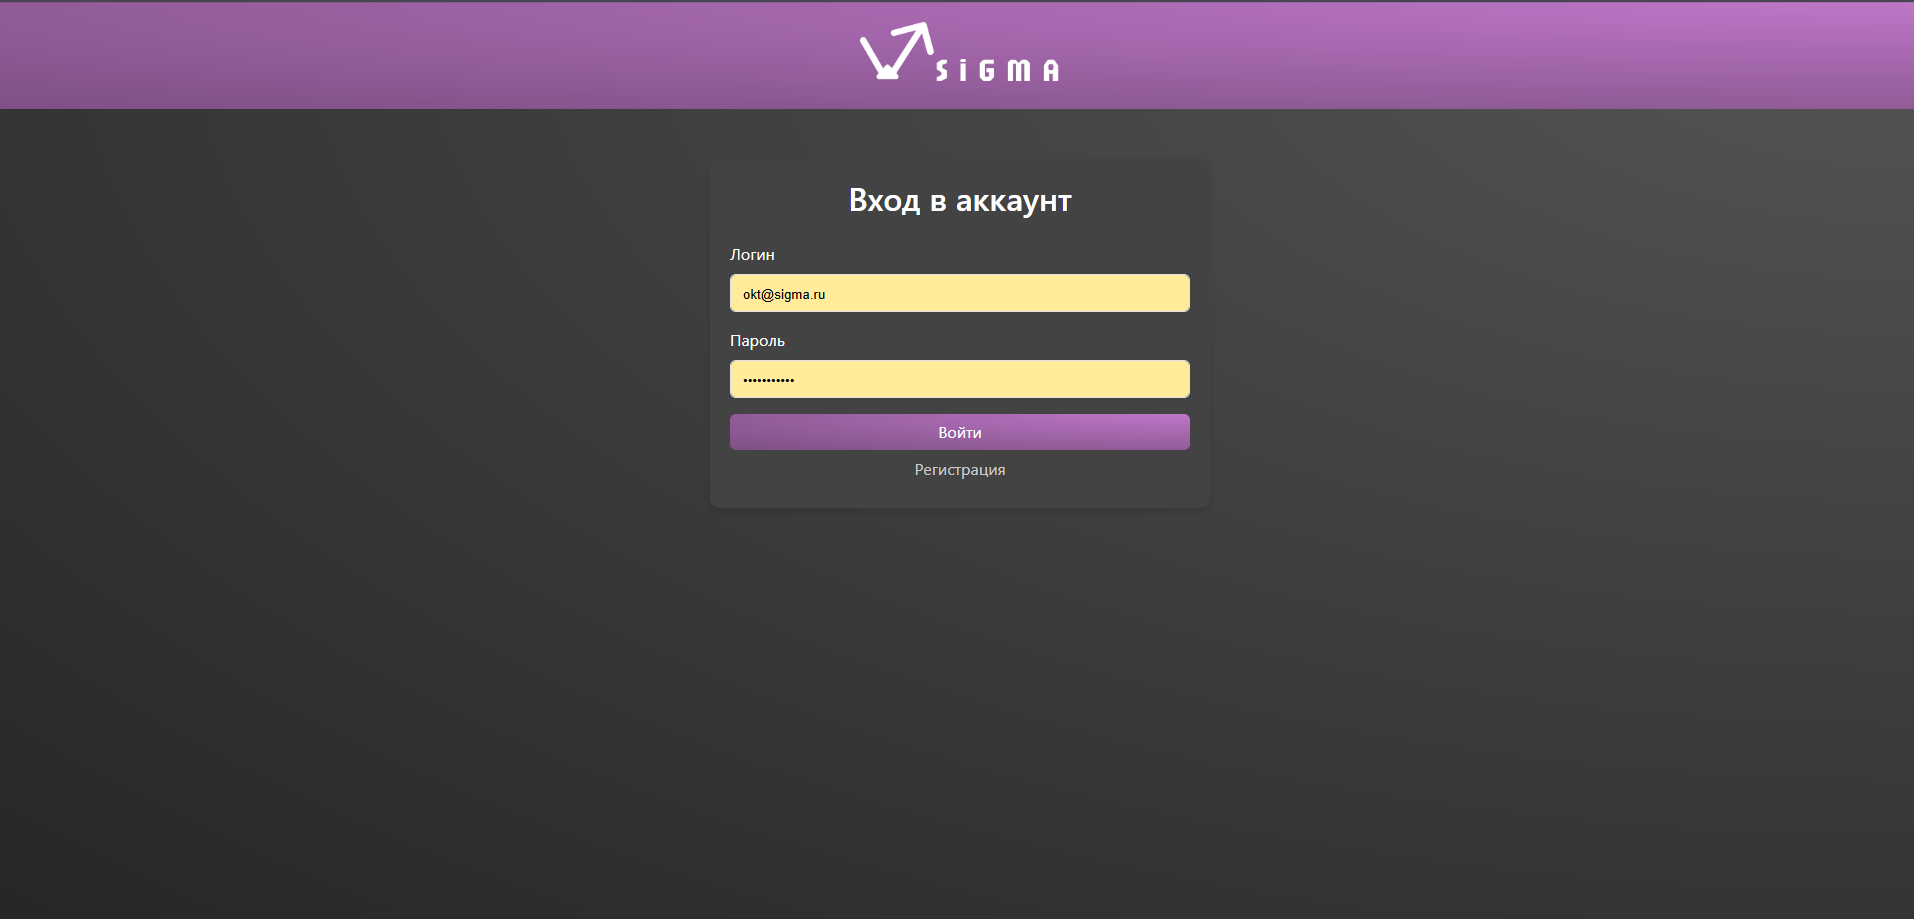 SiGMA
Вход в аккаунт
Логин
okt@sigma.ru
Пароль
•••••••••••
Войти
Регистрация